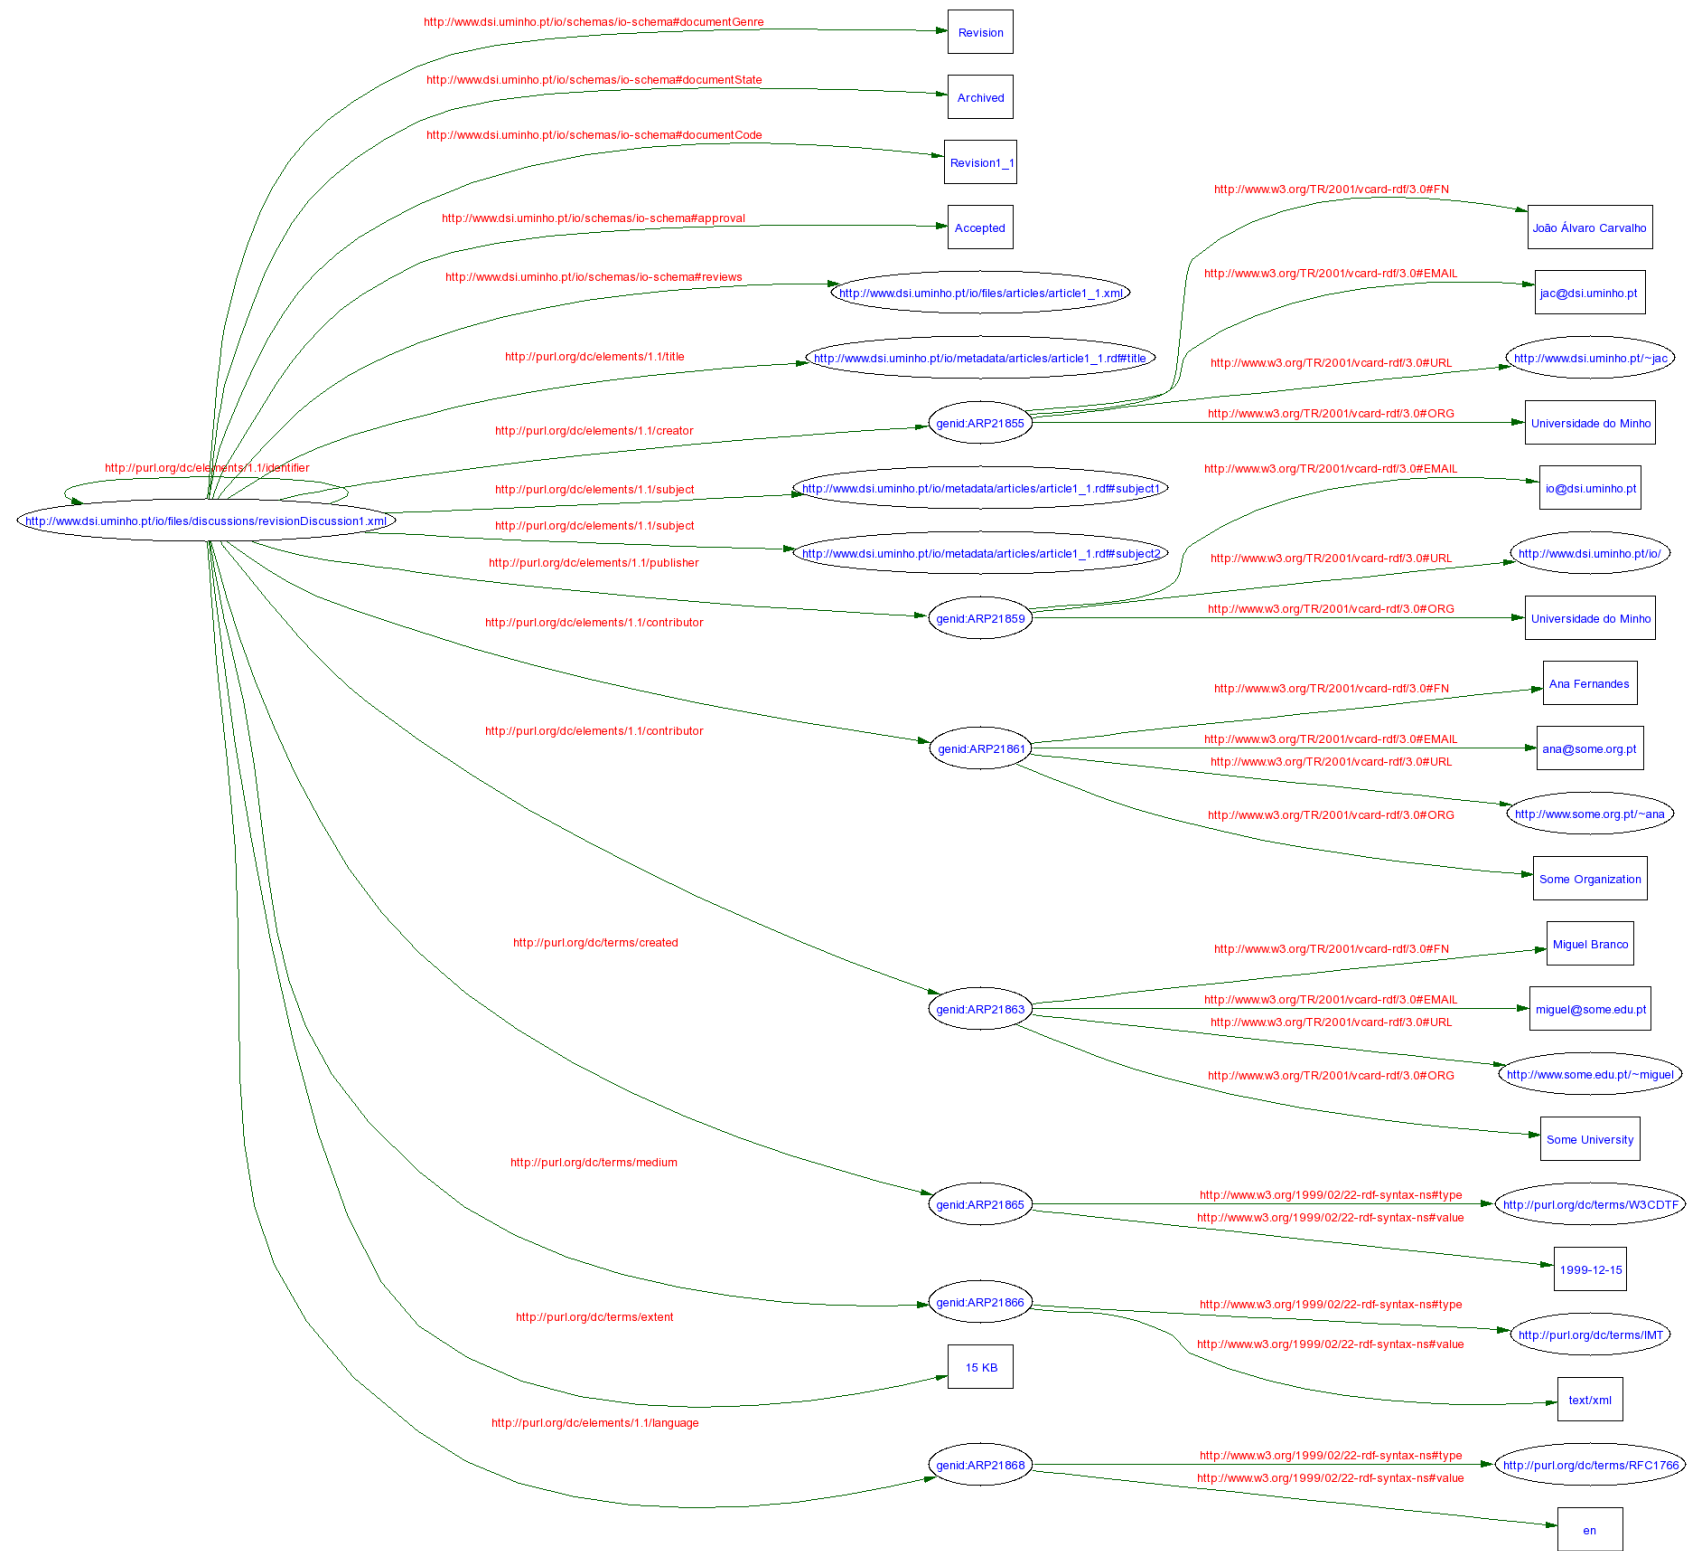 http://www.dsi.uminho.pt/io/schemas/io-schema#documentGenre
Revision
http://www.dsi.uminho.pt/io/schemas/io-schema#documentState
Archived
http://www.dsi.uminho.pt/io/schemas/io-schema#documentCode
Revision1_1
http://www.w3.org/TR/2001/vcard-rdf/3.0#FN
http://www.dsi.uminho.pt/io/schemas/io-schema#approval
Accepted
João Álvaro Carvalho
http://www.dsi.uminho.pt/io/schemas/io-schema#reviews
http://www.w3.org/TR/2001/vcard-rdf/3.0#EMAIL
http://www.dsi.uminho.pt/io/files/articles/article1_1.xml
jac@dsi.uminho.pt
http://purl.org/dc/elements/1.1/title
http://www.dsi.uminho.pt/io/metadata/articles/article1_1.rdf#title
http://www.w3.org/TR/2001/vcard-rdf/3.0#URL
http://www.dsi.uminho.pt/~jac
http://purl.org/dc/elements/1.1/creator
genid:ARP21855
http://www.w3.org/TR/2001/vcard-rdf/3.0#ORG
Universidade do Minho
http://purl.org/dc/elements/1.1/identifier
http://www.w3.org/TR/2001/vcard-rdf/3.0#EMAIL
http://purl.org/dc/elements/1.1/subject
http://www.dsi.uminho.pt/io/metadata/articles/article1_1.rdf#subject1
io@dsi.uminho.pt
http://www.dsi.uminho.pt/io/files/discussions/revisionDiscussion1.xml
http://purl.org/dc/elements/1.1/subject
http://www.dsi.uminho.pt/io/metadata/articles/article1_1.rdf#subject2
http://www.w3.org/TR/2001/vcard-rdf/3.0#URL
http://www.dsi.uminho.pt/io/
http://purl.org/dc/elements/1.1/publisher
genid:ARP21859
http://www.w3.org/TR/2001/vcard-rdf/3.0#ORG
Universidade do Minho
http://purl.org/dc/elements/1.1/contributor
http://www.w3.org/TR/2001/vcard-rdf/3.0#FN
Ana Fernandes
http://purl.org/dc/elements/1.1/contributor
genid:ARP21861
http://www.w3.org/TR/2001/vcard-rdf/3.0#EMAIL
ana@some.org.pt
http://www.w3.org/TR/2001/vcard-rdf/3.0#URL
http://www.some.org.pt/~ana
http://www.w3.org/TR/2001/vcard-rdf/3.0#ORG
Some Organization
http://purl.org/dc/terms/created
http://www.w3.org/TR/2001/vcard-rdf/3.0#FN
Miguel Branco
genid:ARP21863
http://www.w3.org/TR/2001/vcard-rdf/3.0#EMAIL
miguel@some.edu.pt
http://www.w3.org/TR/2001/vcard-rdf/3.0#URL
http://www.some.edu.pt/~miguel
http://www.w3.org/TR/2001/vcard-rdf/3.0#ORG
Some University
http://purl.org/dc/terms/medium
genid:ARP21865
http://www.w3.org/1999/02/22-rdf-syntax-ns#type
http://purl.org/dc/terms/W3CDTF
http://www.w3.org/1999/02/22-rdf-syntax-ns#value
1999-12-15
genid:ARP21866
http://www.w3.org/1999/02/22-rdf-syntax-ns#type
http://purl.org/dc/terms/IMT
http://purl.org/dc/terms/extent
http://www.w3.org/1999/02/22-rdf-syntax-ns#value
15 KB
text/xml
http://purl.org/dc/elements/1.1/language
genid:ARP21868
http://www.w3.org/1999/02/22-rdf-syntax-ns#type
http://purl.org/dc/terms/RFC1766
http://www.w3.org/1999/02/22-rdf-syntax-ns#value
en